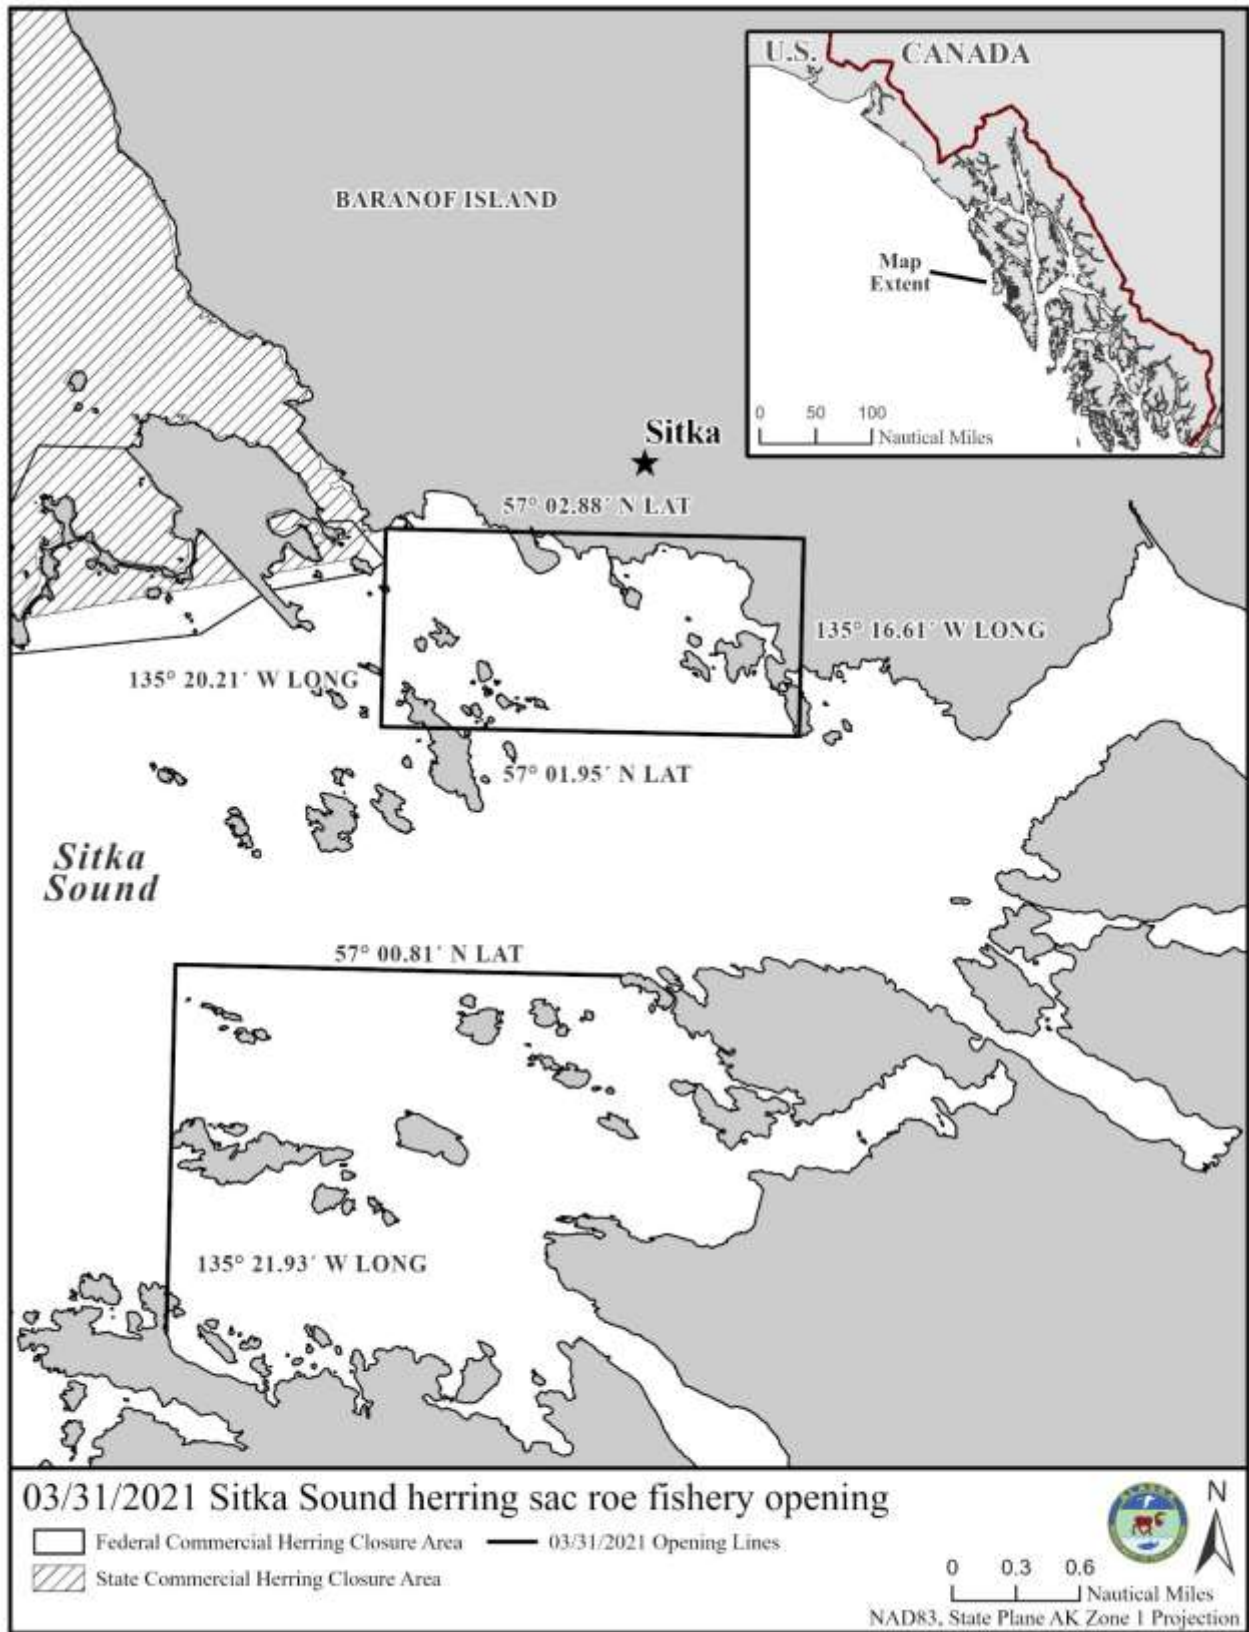 U.S.
CANADA
BARANOF ISLAND
Map
Extent
0 50 100
Nautical Miles
Sitka
57° 02.88´ N LAT
135° 16.61´ W LONG
135° 20.21´ W LONG
57° 01.95´ N LAT
Sitka
Sound
57° 00.81´ N LAT
135° 21.93´ W LONG
03/31/2021 Sitka Sound herring sac roe fishery opening
Federal Commercial Herring Closure Area
03/31/2021 Opening Lines
State Commercial Herring Closure Area
ALASKA
N
0 0.3 0.6
Nautical Miles
NAD83, State Plane AK Zone 1 Projection